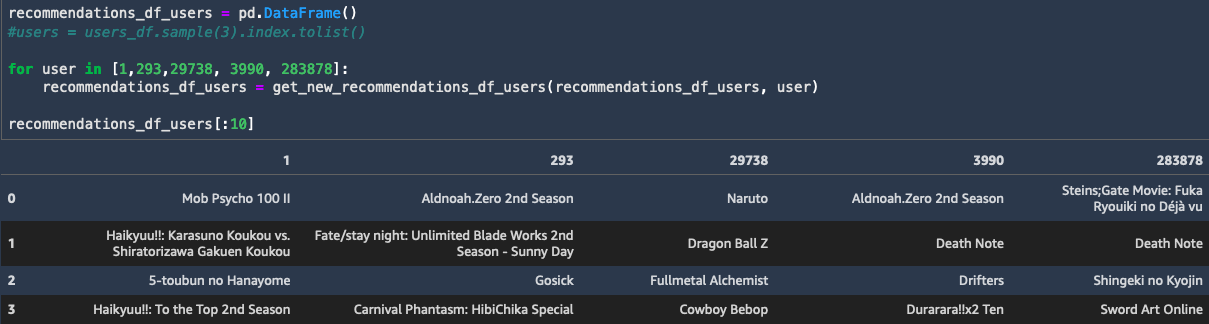 recommendations_df_users = pd.DataFrame()
#users = users_df.sample(3).index.tolist()
for user in [1,293,29738, 3990, 283878]:
recommendations_df_users = get_new_recommendations_df_users(recommendations_df_users, user)
recommendations_df_users[:10]
1 293 29738 3990 283878
0 Mob Psycho 100 II Aldnoah.Zero 2nd Season Naruto Aldnoah.Zero 2nd Season Steins;Gate Movie: Fuka
Ryouiki no Déjà vu
1 Haikyuu!!: Karasuno Koukou vs. Fate/stay night: Unlimited Blade Works 2nd Dragon Ball Z Death Note Death Note
Shiratorizawa Gakuen Koukou Season - Sunny Day
2 5-toubun no Hanayome Gosick Fullmetal Alchemist Drifters Shingeki no Kyojin
3 Haikyuu!!: To the Top 2nd Season Carnival Phantasm: HibiChika Special Cowboy Bebop Durarara!!x2 Ten Sword Art Online